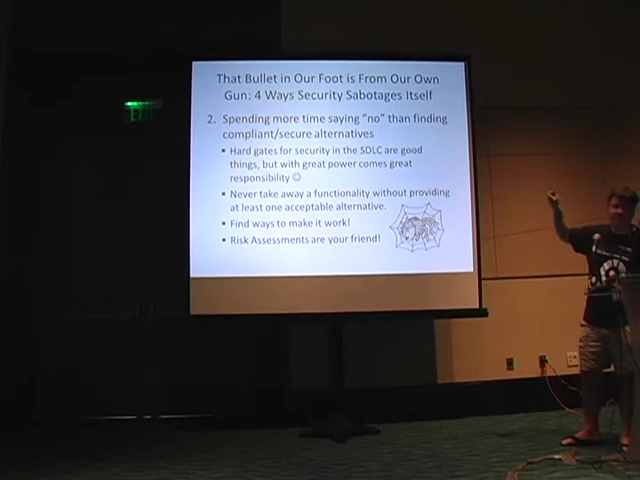 That Bullet in Our Foot is From Our Own
Gun: 4 Ways Security Sabotages Itself
EXIT
2. Spending more time saying “no” than finding
compliant/secure alternatives
▪ Hard gates for security in the SDLC are good
things, but with great power comes great
responsibility ☺
▪ Never take away a functionality without providing
at least one acceptable alternative.
▪ Find ways to make it work!
▪ Risk Assessments are your friend!